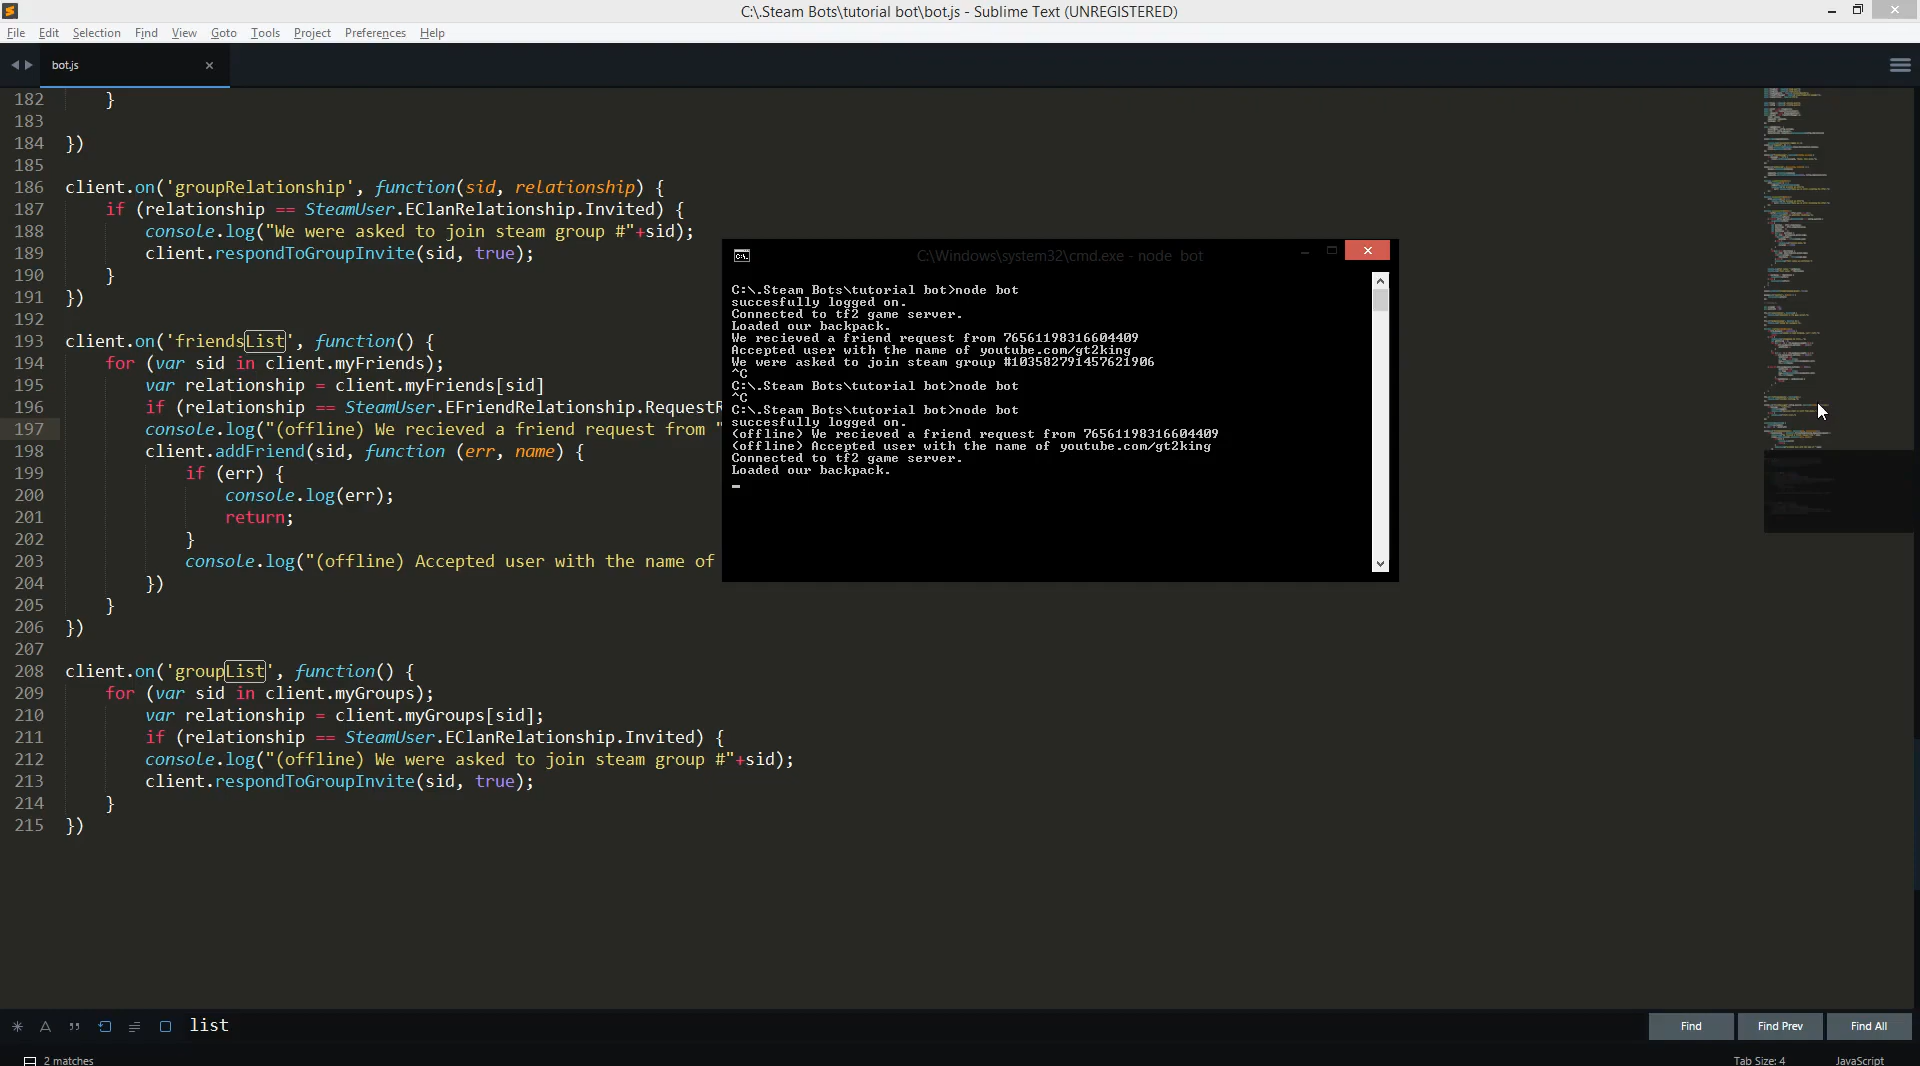 C:\.Steam Bots\tutorial bot\bot.js - Sublime Text (UNREGISTERED)
File Edit Selection Find View Goto Tools Project Preferences Help
bot.js
182     }
183
184 })
185
186 client.on('groupRelationship', function(sid, relationship) {
187     if (relationship == SteamUser.EClanRelationship.Invited) {
188         console.log("We were asked to join steam group #"+sid);
189         client.respondToGroupInvite(sid, true);
190     }
191 })
192
193 client.on('friendsList', function() {
194     for (var sid in client.myFriends);
195         var relationship = client.myFriends[sid]
196         if (relationship == SteamUser.EFriendRelationship.RequestR
197         console.log("(offline) We recieved a friend request from "
198         client.addFriend(sid, function (err, name) {
199             if (err) {
200                 console.log(err);
201                 return;
202             }
203             console.log("(offline) Accepted user with the name of
204         })
205     }
206 })
207
208 client.on('groupList', function() {
209     for (var sid in client.myGroups);
210         var relationship = client.myGroups[sid];
211         if (relationship == SteamUser.EClanRelationship.Invited) {
212         console.log("(offline) We were asked to join steam group #"+sid);
213         client.respondToGroupInvite(sid, true);
214     }
215 })
C:\Windows\system32\cmd.exe - node bot
C:\.Steam Bots\tutorial bot>node bot
succesfully logged on.
Connected to tf2 game server.
Loaded our backpack.
We recieved a friend request from 76561198316604409
Accepted user with the name of youtube.com/gt2king
We were asked to join steam group #103582791457621906
^C
C:\.Steam Bots\tutorial bot>node bot
^C
C:\.Steam Bots\tutorial bot>node bot
succesfully logged on.
(offline) We recieved a friend request from 76561198316604409
(offline) Accepted user with the name of youtube.com/gt2king
Connected to tf2 game server.
Loaded our backpack.
list
Find Find Prev Find All
2 matches
Tab Size: 4 JavaScript